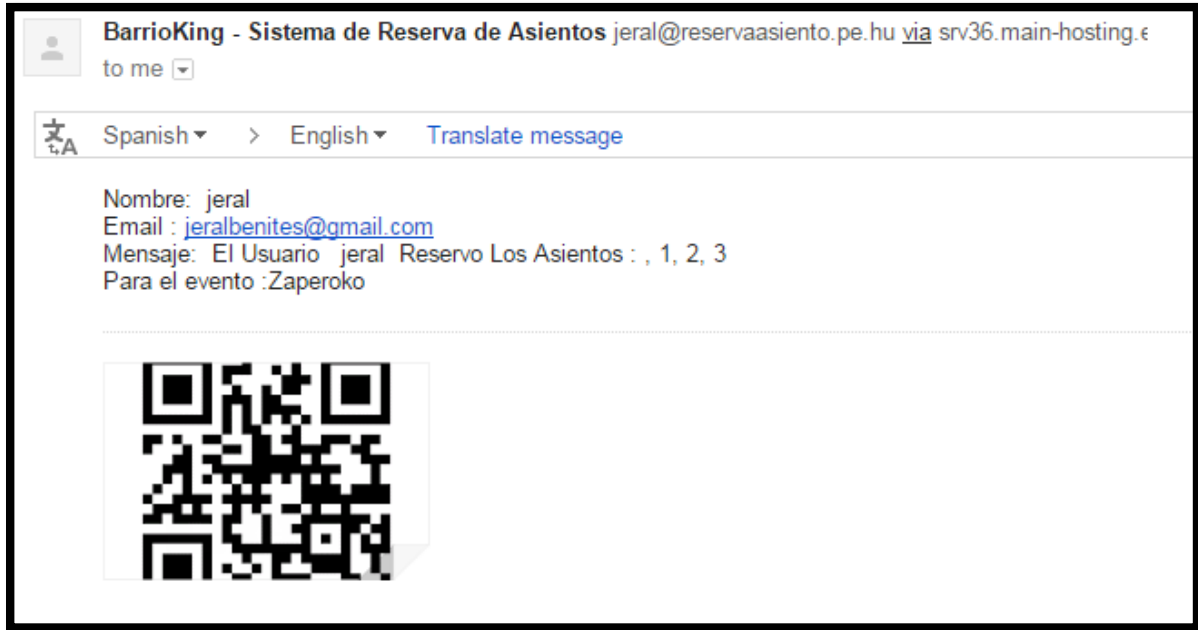 BarrioKing - Sistema de Reserva de Asientos jeral@reservaasiento.pe.hu via srv36.main-hosting.e
to me
Spanish > English Translate message
Nombre: jeral
Email : jeralbenites@gmail.com
Mensaje: El Usuario jeral Reservo Los Asientos : , 1, 2, 3
Para el evento :Zaperoko